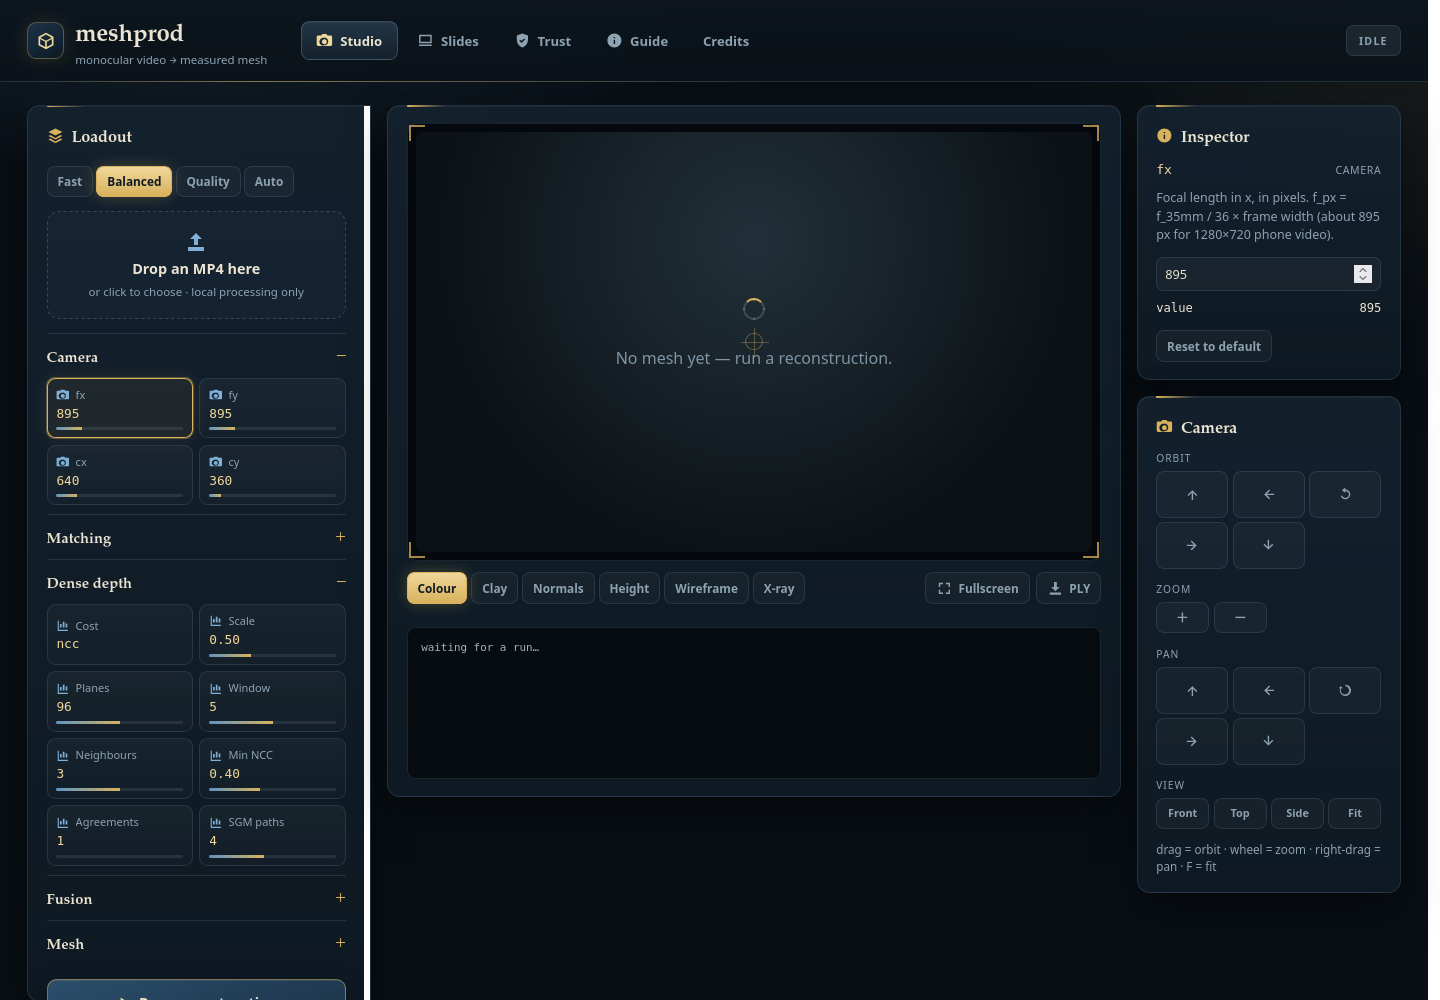 meshprod
monocular video → measured mesh
Studio
Slides
Trust
Guide
Credits
IDLE
Loadout
Fast
Balanced
Quality
Auto
Drop an MP4 here
or click to choose · local processing only
Camera
fx
895
fy
895
cx
640
cy
360
Matching
Dense depth
Cost
ncc
Scale
0.50
Planes
96
Window
5
Neighbours
3
Min NCC
0.40
Agreements
1
SGM paths
4
Fusion
Mesh
No mesh yet — run a reconstruction.
Colour
Clay
Normals
Height
Wireframe
X-ray
Fullscreen
PLY
waiting for a run…
Inspector
fx
CAMERA
Focal length in x, in pixels. f_px =
f_35mm / 36 × frame width (about 895
px for 1280×720 phone video).
895
value
895
Reset to default
Camera
ORBIT
ZOOM
PAN
VIEW
Front
Top
Side
Fit
drag = orbit · wheel = zoom · right-drag =
pan · F = fit